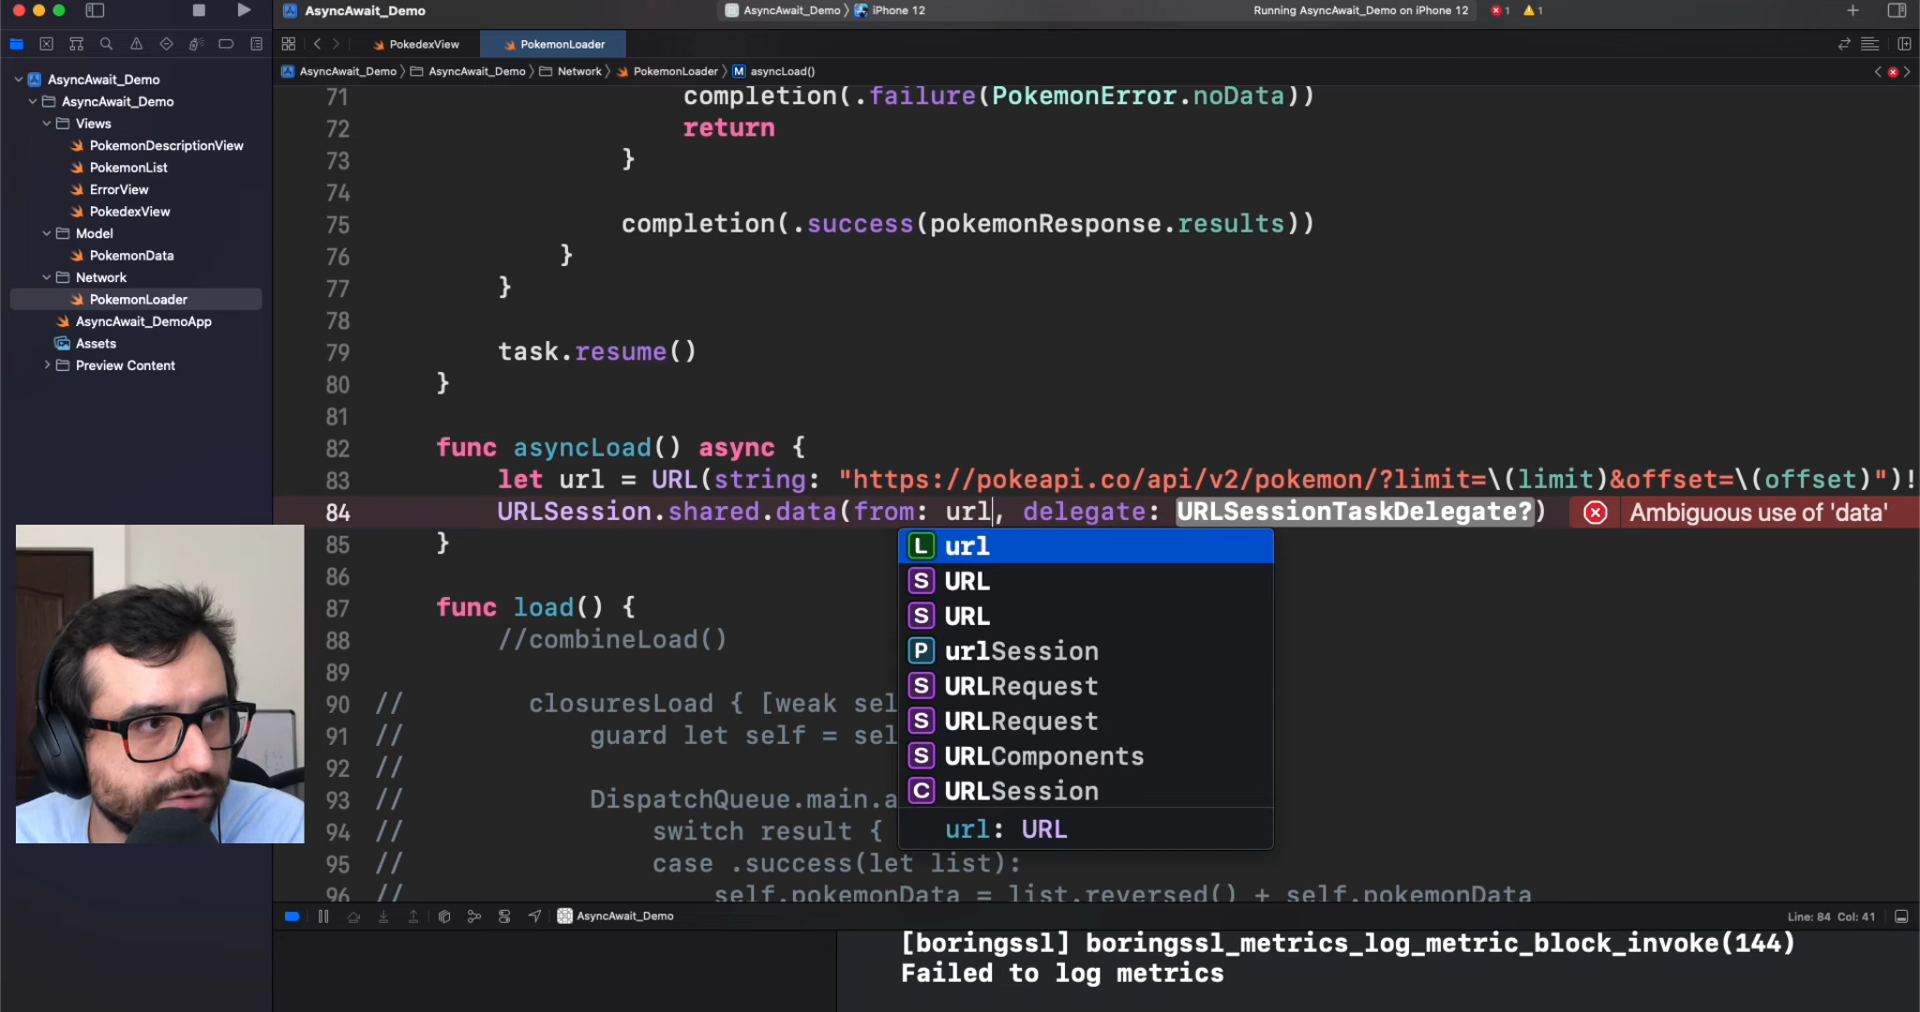 AsyncAwait_Demo
AsyncAwait_Demo
iPhone 12
Running AsyncAwait_Demo on iPhone 12
1
1
PokedexView
PokemonLoader
AsyncAwait_Demo
AsyncAwait_Demo
Network
PokemonLoader
M
asyncLoad()
AsyncAwait_Demo
AsyncAwait_Demo
Views
PokemonDescriptionView
PokemonList
ErrorView
PokedexView
Model
PokemonData
Network
PokemonLoader
AsyncAwait_DemoApp
Assets
Preview Content
71 completion(.failure(PokemonError.noData))
72 return
73 }
74
75 completion(.success(pokemonResponse.results))
76 }
77 }
78
79 task.resume()
80 }
81
82 func asyncLoad() async {
83 let url = URL(string: "https://pokeapi.co/api/v2/pokemon/?limit=\(limit)&offset=\(offset)")!
84 URLSession.shared.data(from: url, delegate: URLSessionTaskDelegate?) Ambiguous use of 'data'
85 }
86
87 func load() {
88 //combineLoad()
89
90 // closuresLoad { [weak sel
91 // guard let self = sel
92 //
93 // DispatchQueue.main.a
94 // switch result {
95 // case .success(let list):
96 // self.pokemonData = list.reversed() + self.pokemonData
L url
S URL
S URL
P urlSession
S URLRequest
S URLRequest
S URLComponents
C URLSession
url: URL
AsyncAwait_Demo
Line: 84 Col: 41
[boringssl] boringssl_metrics_log_metric_block_invoke(144)
Failed to log metrics